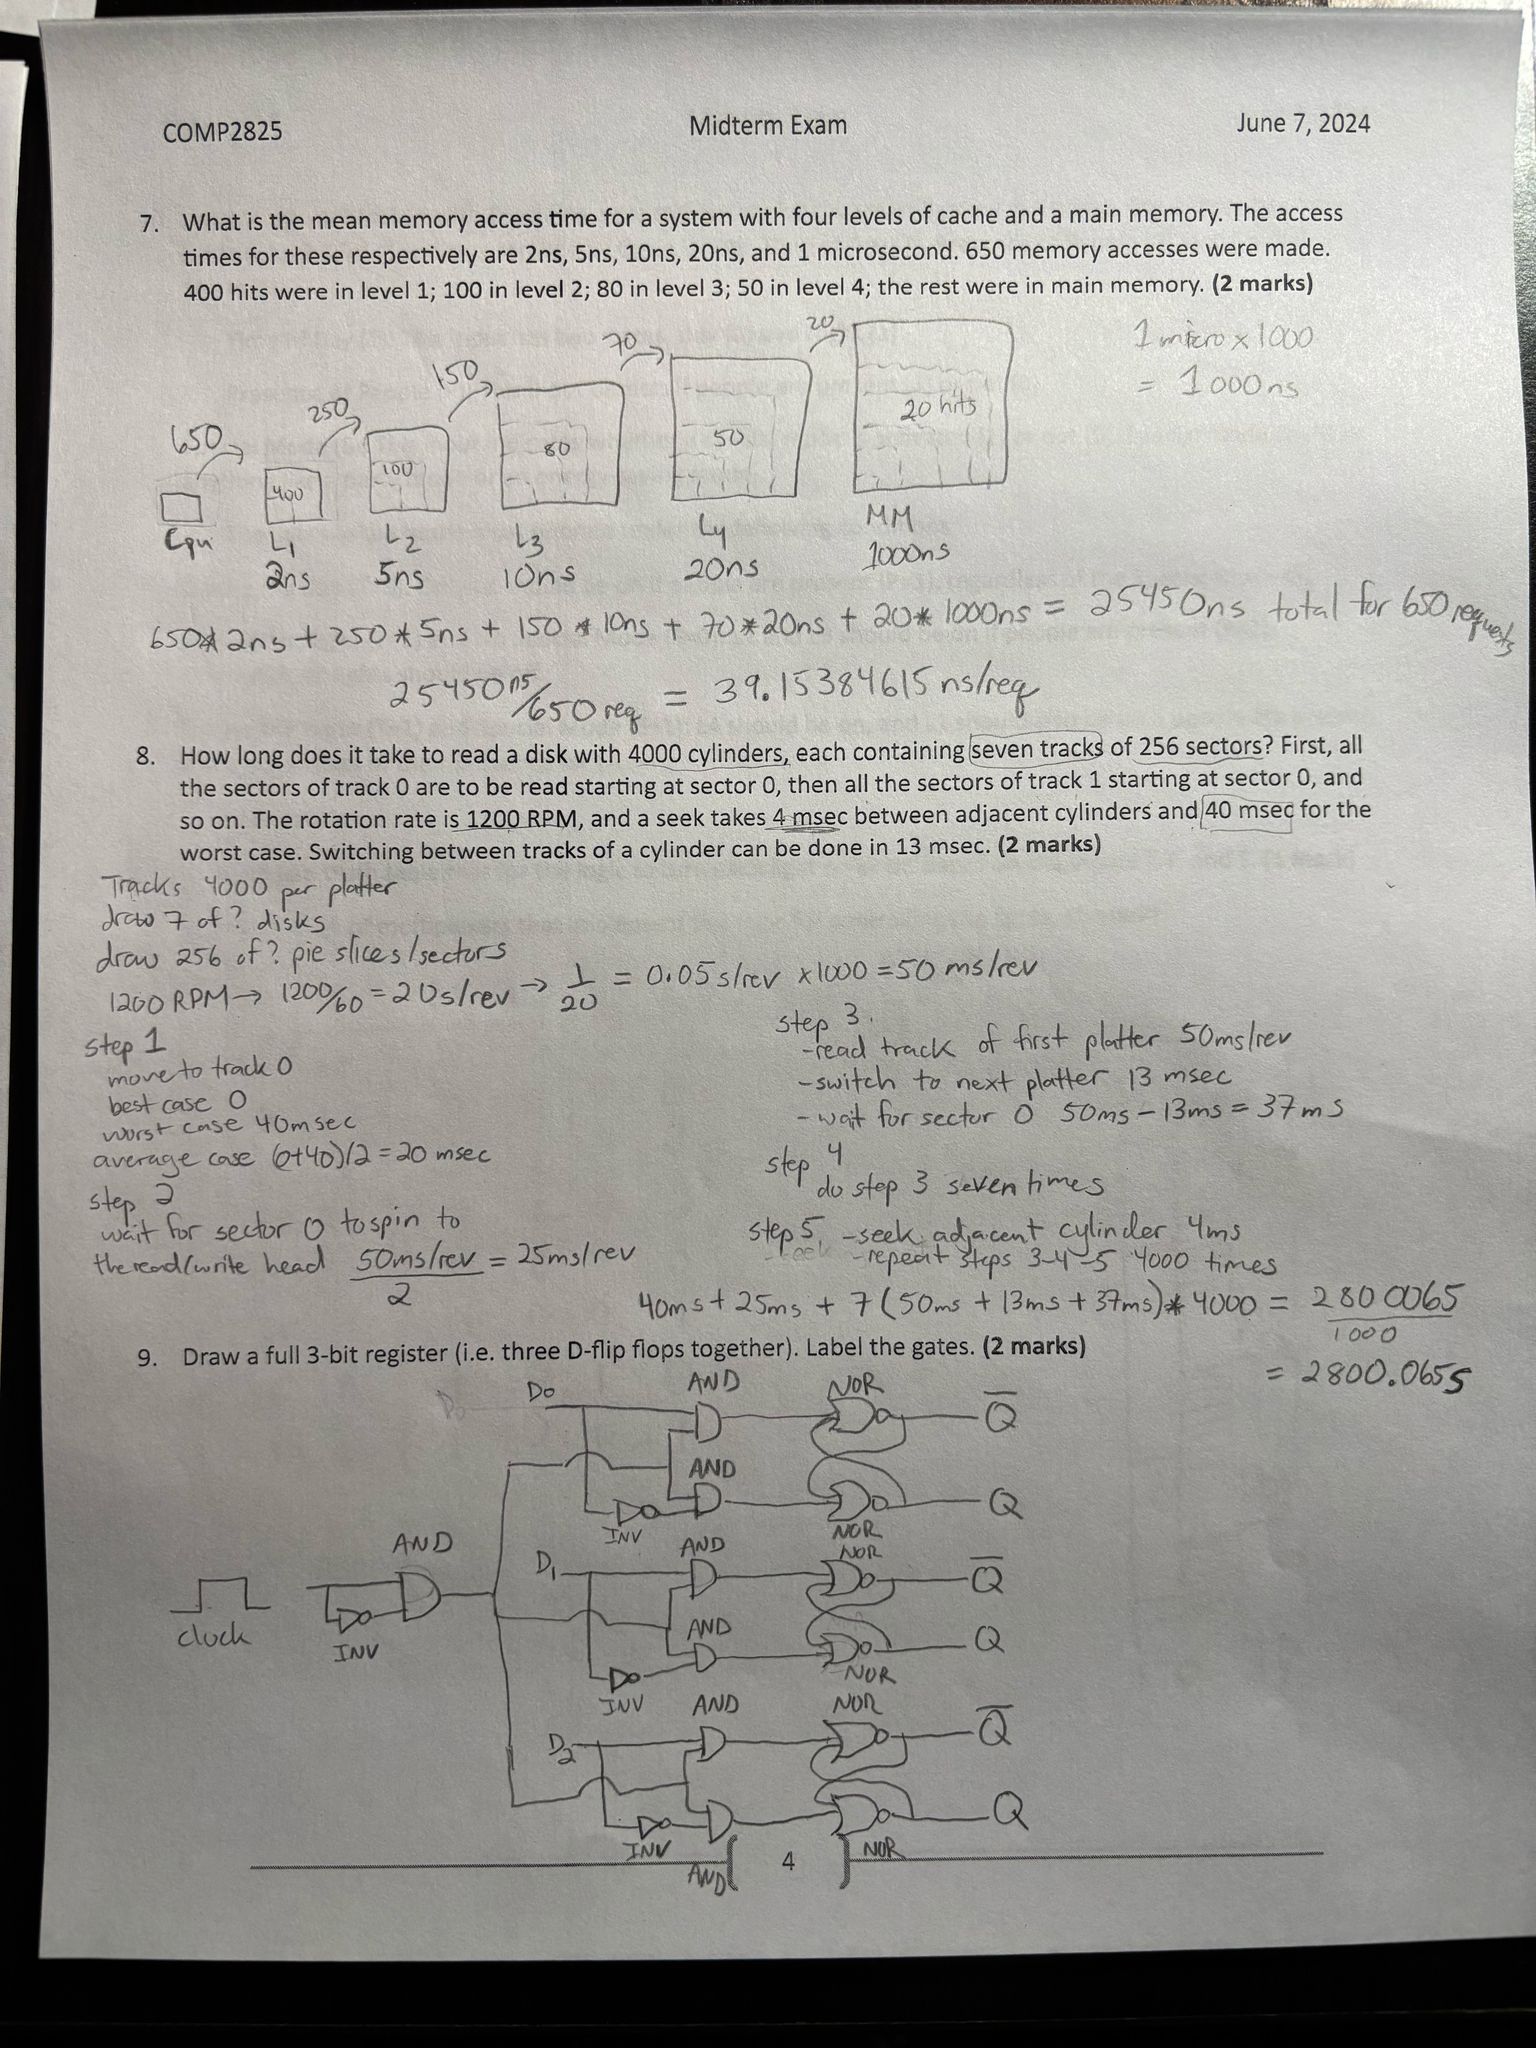 COMP2825 Midterm Exam June 7, 2024
7. What is the mean memory access time for a system with four levels of cache and a main memory. The access
times for these respectively are 2ns, 5ns, 10ns, 20ns, and 1 microsecond. 650 memory accesses were made.
400 hits were in level 1; 100 in level 2; 80 in level 3; 50 in level 4; the rest were in main memory. (2 marks)
1 micro x 1000
= 1000ns
650 250 150 70 20
400 100 80 50 20 hits
Cpu L1 L2 L3 L4 MM
2ns 5ns 10ns 20ns 1000ns
650*2ns + 250*5ns + 150*10ns + 70*20ns + 20*1000ns = 25450ns total for 650 requests
25450ns/650 req = 39.15384615 ns/req
8. How long does it take to read a disk with 4000 cylinders, each containing seven tracks of 256 sectors? First, all
the sectors of track 0 are to be read starting at sector 0, then all the sectors of track 1 starting at sector 0, and
so on. The rotation rate is 1200 RPM, and a seek takes 4 msec between adjacent cylinders and 40 msec for the
worst case. Switching between tracks of a cylinder can be done in 13 msec. (2 marks)
Tracks 4000 per platter
draw 7 of ? disks
draw 256 of ? pie slices/sectors
1200 RPM → 1200/60 = 20s/rev → 1/20 = 0.05 s/rev x1000 = 50 ms/rev
step 1
move to track 0
best case 0
worst case 40msec
average case (0+40)/2 = 20 msec
step 2
wait for sector 0 to spin to
the read/write head 50ms/rev/2 = 25ms/rev
step 3.
-read track of first platter 50ms/rev
-switch to next platter 13 msec
-wait for sector 0 50ms - 13ms = 37ms
step 4
do step 3 seven times
step 5, -seek adjacent cylinder 4ms
-repeat steps 3-4-5 4000 times
40ms + 25ms + 7(50ms + 13ms + 37ms)*4000 = 2800065/1000
= 2800.065s
9. Draw a full 3-bit register (i.e. three D-flip flops together). Label the gates. (2 marks)
D0 AND NOR Q̅
AND Q
INV NOR
AND
D1 AND NOR Q̅
AND Q
clock INV
INV NOR
AND NOR
D2 Q̅
Q
INV NOR
AND
4